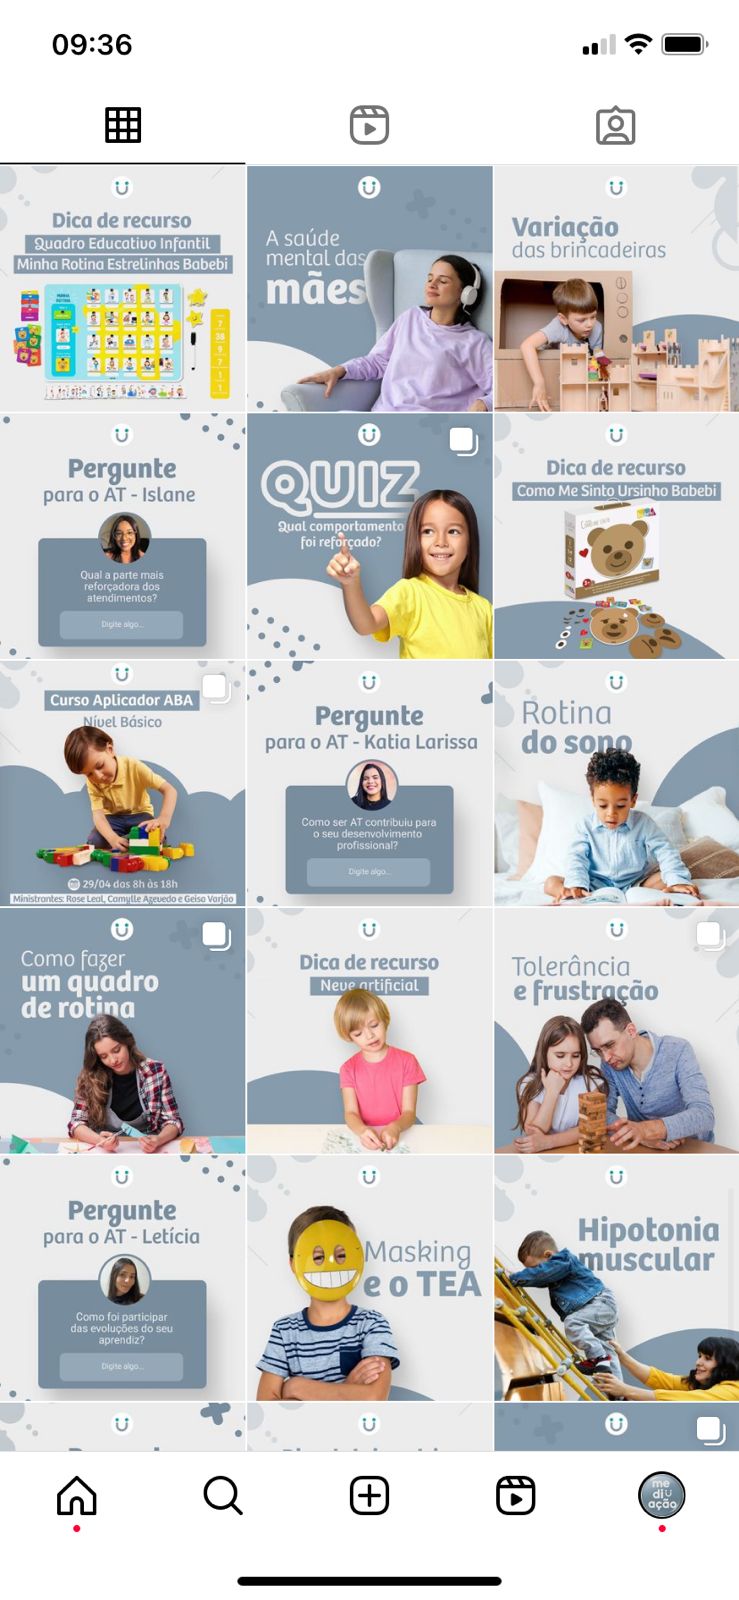 09:36
Dica de recurso
Quadro Educativo Infantil
Minha Rotina Estrelinhas Babebi
A saúde
mental das
mães
Variação
das brincadeiras
Pergunte
para o AT - Islane
Qual a parte mais
reforçadora dos
atendimentos?
Digite algo...
QUIZ
Qual comportamento
foi reforçado?
Dica de recurso
Como Me Sinto Ursinho Babebi
Curso Aplicador ABA
Nível Básico
29/04 das 8h às 18h
Ministrantes: Rose Leal, Camylle Azevedo e Geisa Varjão
Pergunte
para o AT - Katia Larissa
Como ser AT contribuiu para
o seu desenvolvimento
profissional?
Digite algo...
Rotina
do sono
Como fazer
um quadro
de rotina
Dica de recurso
Neve artificial
Tolerância
e frustração
Pergunte
para o AT - Letícia
Como foi participar
das evoluções do seu
aprendiz?
Digite algo...
Masking
e o TEA
Hipotonia
muscular
me
di
ação